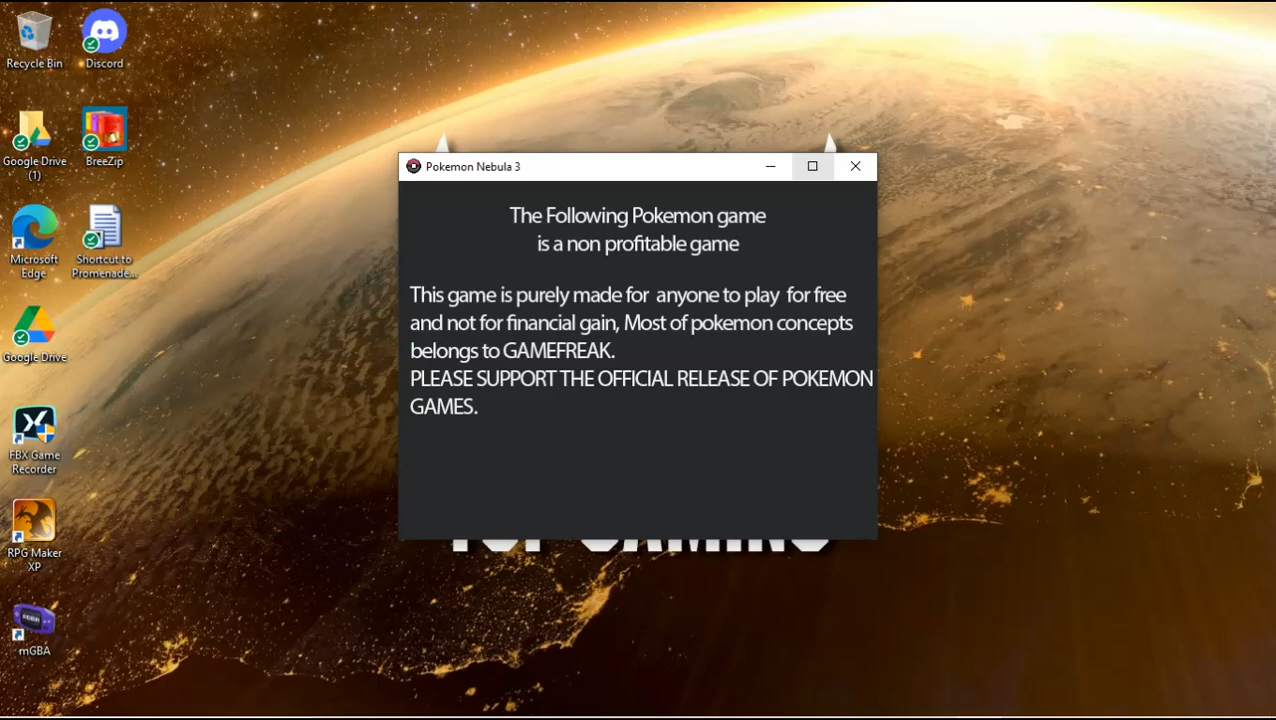 Recycle Bin
Discord
Google Drive
(1)
BreeZip
Microsoft
Edge
Shortcut to
Promenade...
Google Drive
FBX Game
Recorder
RPG Maker
XP
mGBA
Pokemon Nebula 3
The Following Pokemon game
is a non profitable game
This game is purely made for anyone to play for free
and not for financial gain, Most of pokemon concepts
belongs to GAMEFREAK.
PLEASE SUPPORT THE OFFICIAL RELEASE OF POKEMON
GAMES.
GAMING